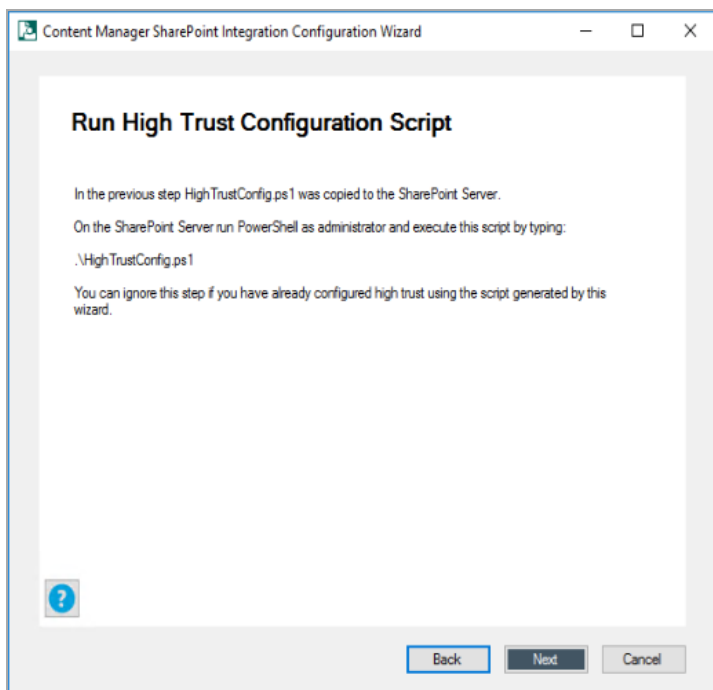 Content Manager SharePoint Integration Configuration Wizard
Run High Trust Configuration Script
In the previous step HighTrustConfig.ps1 was copied to the SharePoint Server.
On the SharePoint Server run PowerShell as administrator and execute this script by typing:
.\HighTrustConfig.ps1
You can ignore this step if you have already configured high trust using the script generated by this
wizard.
?
Back Next Cancel